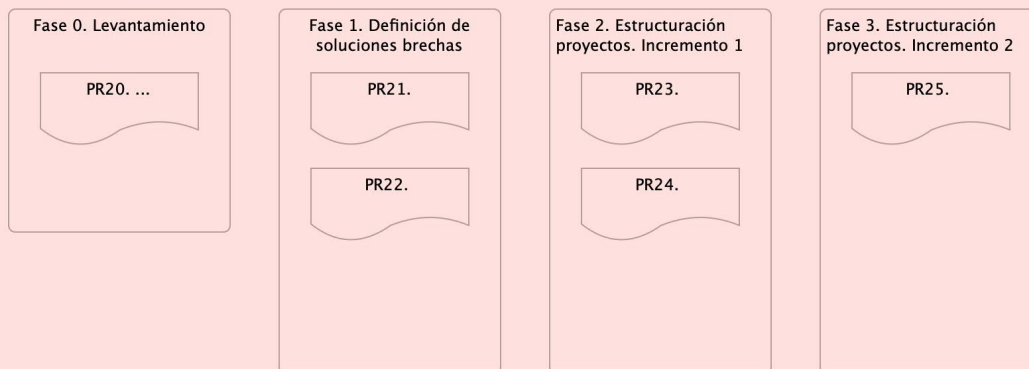 Fase 0. Levantamiento
PR20. ...
Fase 1. Definición de
soluciones brechas
PR21.
PR22.
Fase 2. Estructuración
proyectos. Incremento 1
PR23.
PR24.
Fase 3. Estructuración
proyectos. Incremento 2
PR25.